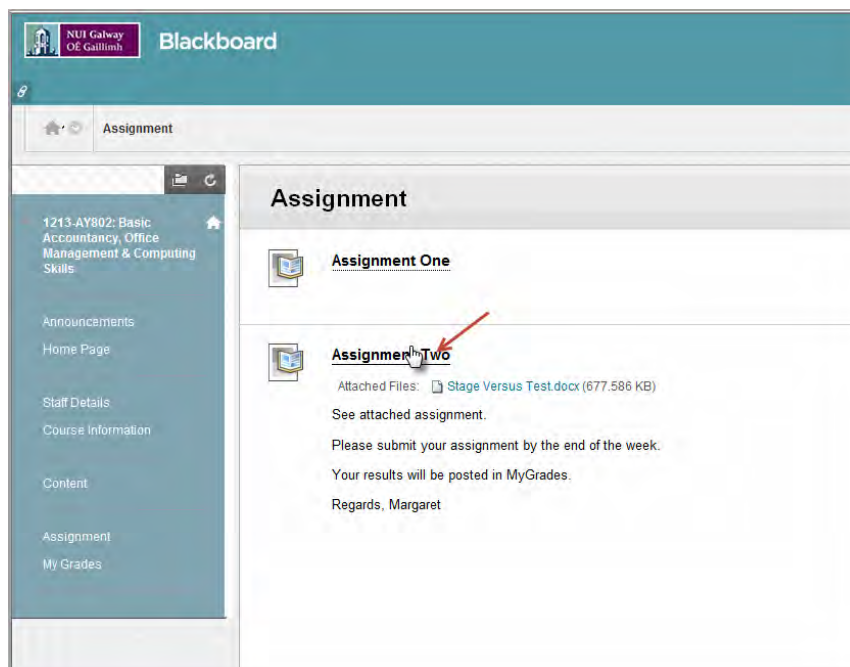 NUI Galway
OÉ Gaillimh
Blackboard
Assignment
1213-AY802: Basic
Accountancy, Office
Management & Computing
Skills
Announcements
Home Page
Staff Details
Course Information
Content
Assignment
My Grades
Assignment
Assignment One
Assignment Two
Attached Files: Stage Versus Test.docx (677.586 KB)
See attached assignment.
Please submit your assignment by the end of the week.
Your results will be posted in MyGrades.
Regards, Margaret